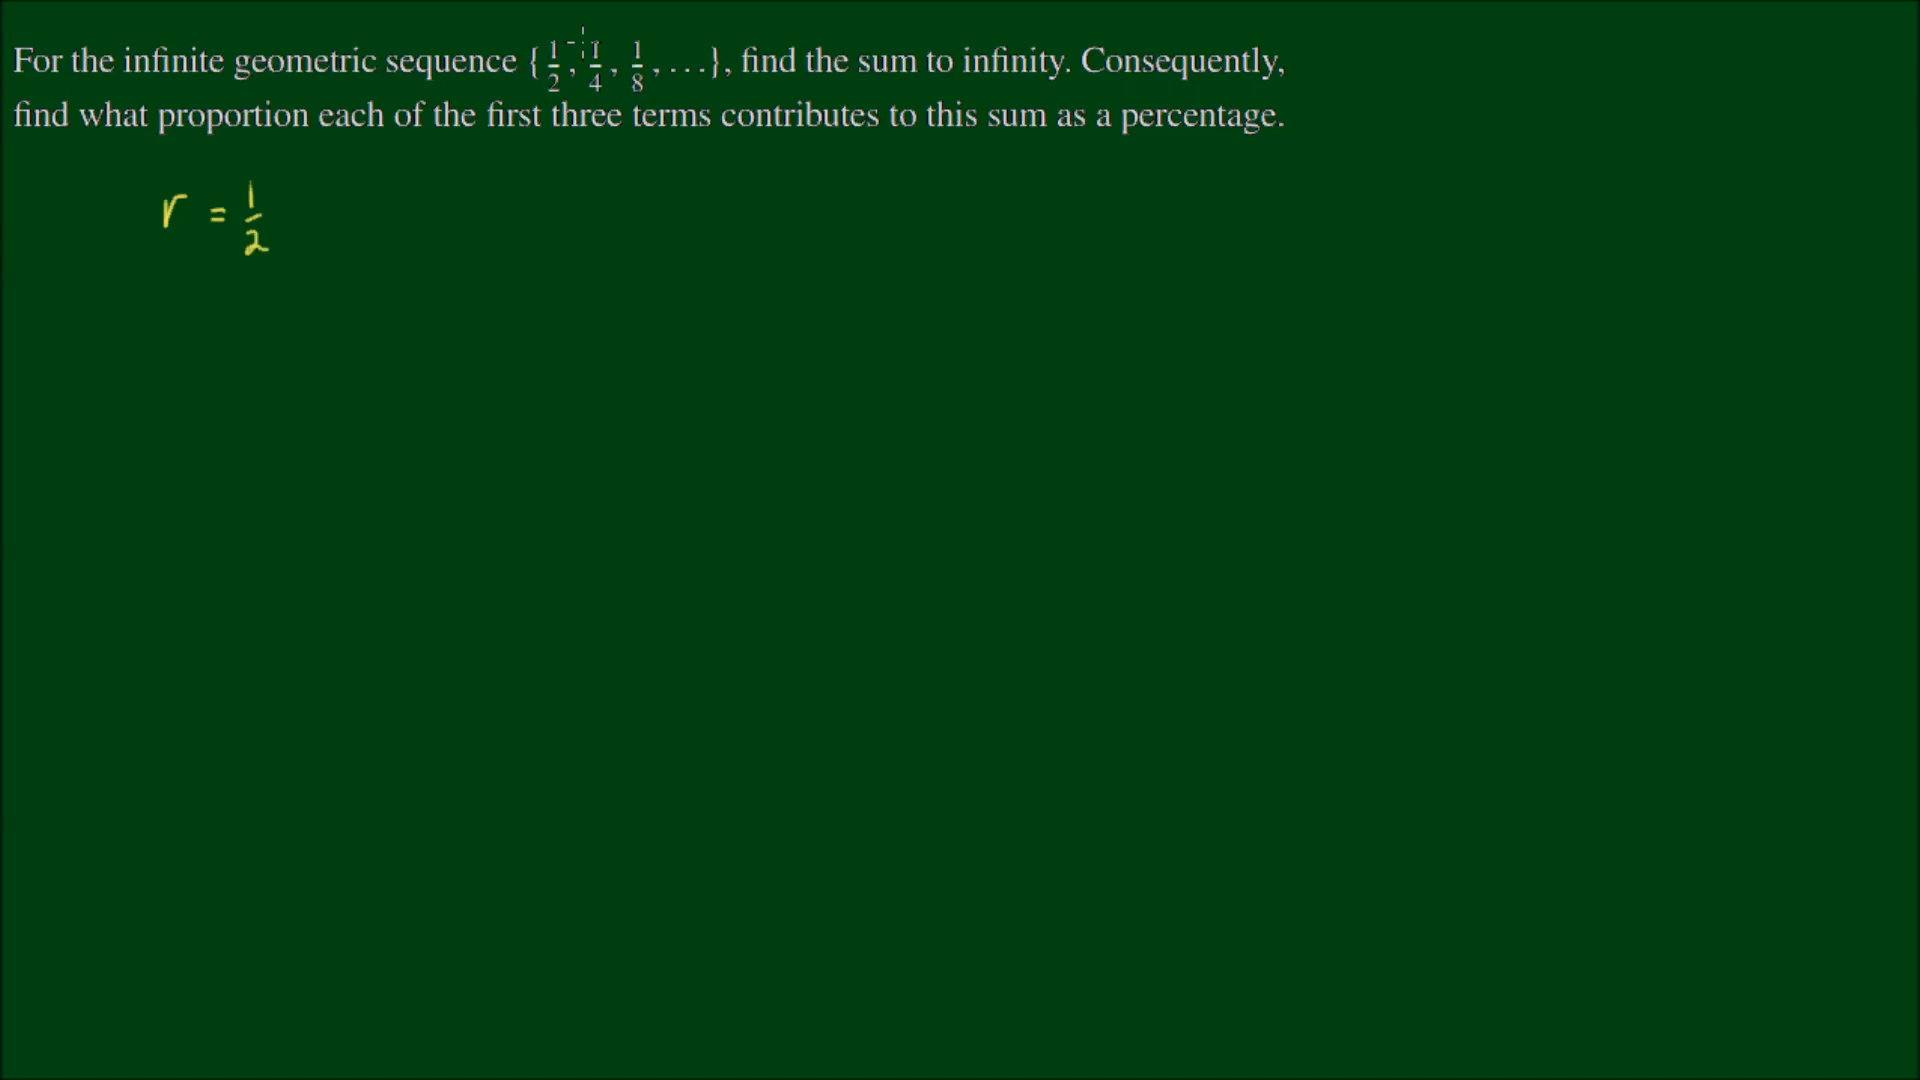 For the infinite geometric sequence {1/2, 1/4, 1/8, ...}, find the sum to infinity. Consequently,
find what proportion each of the first three terms contributes to this sum as a percentage.
r = 1/2